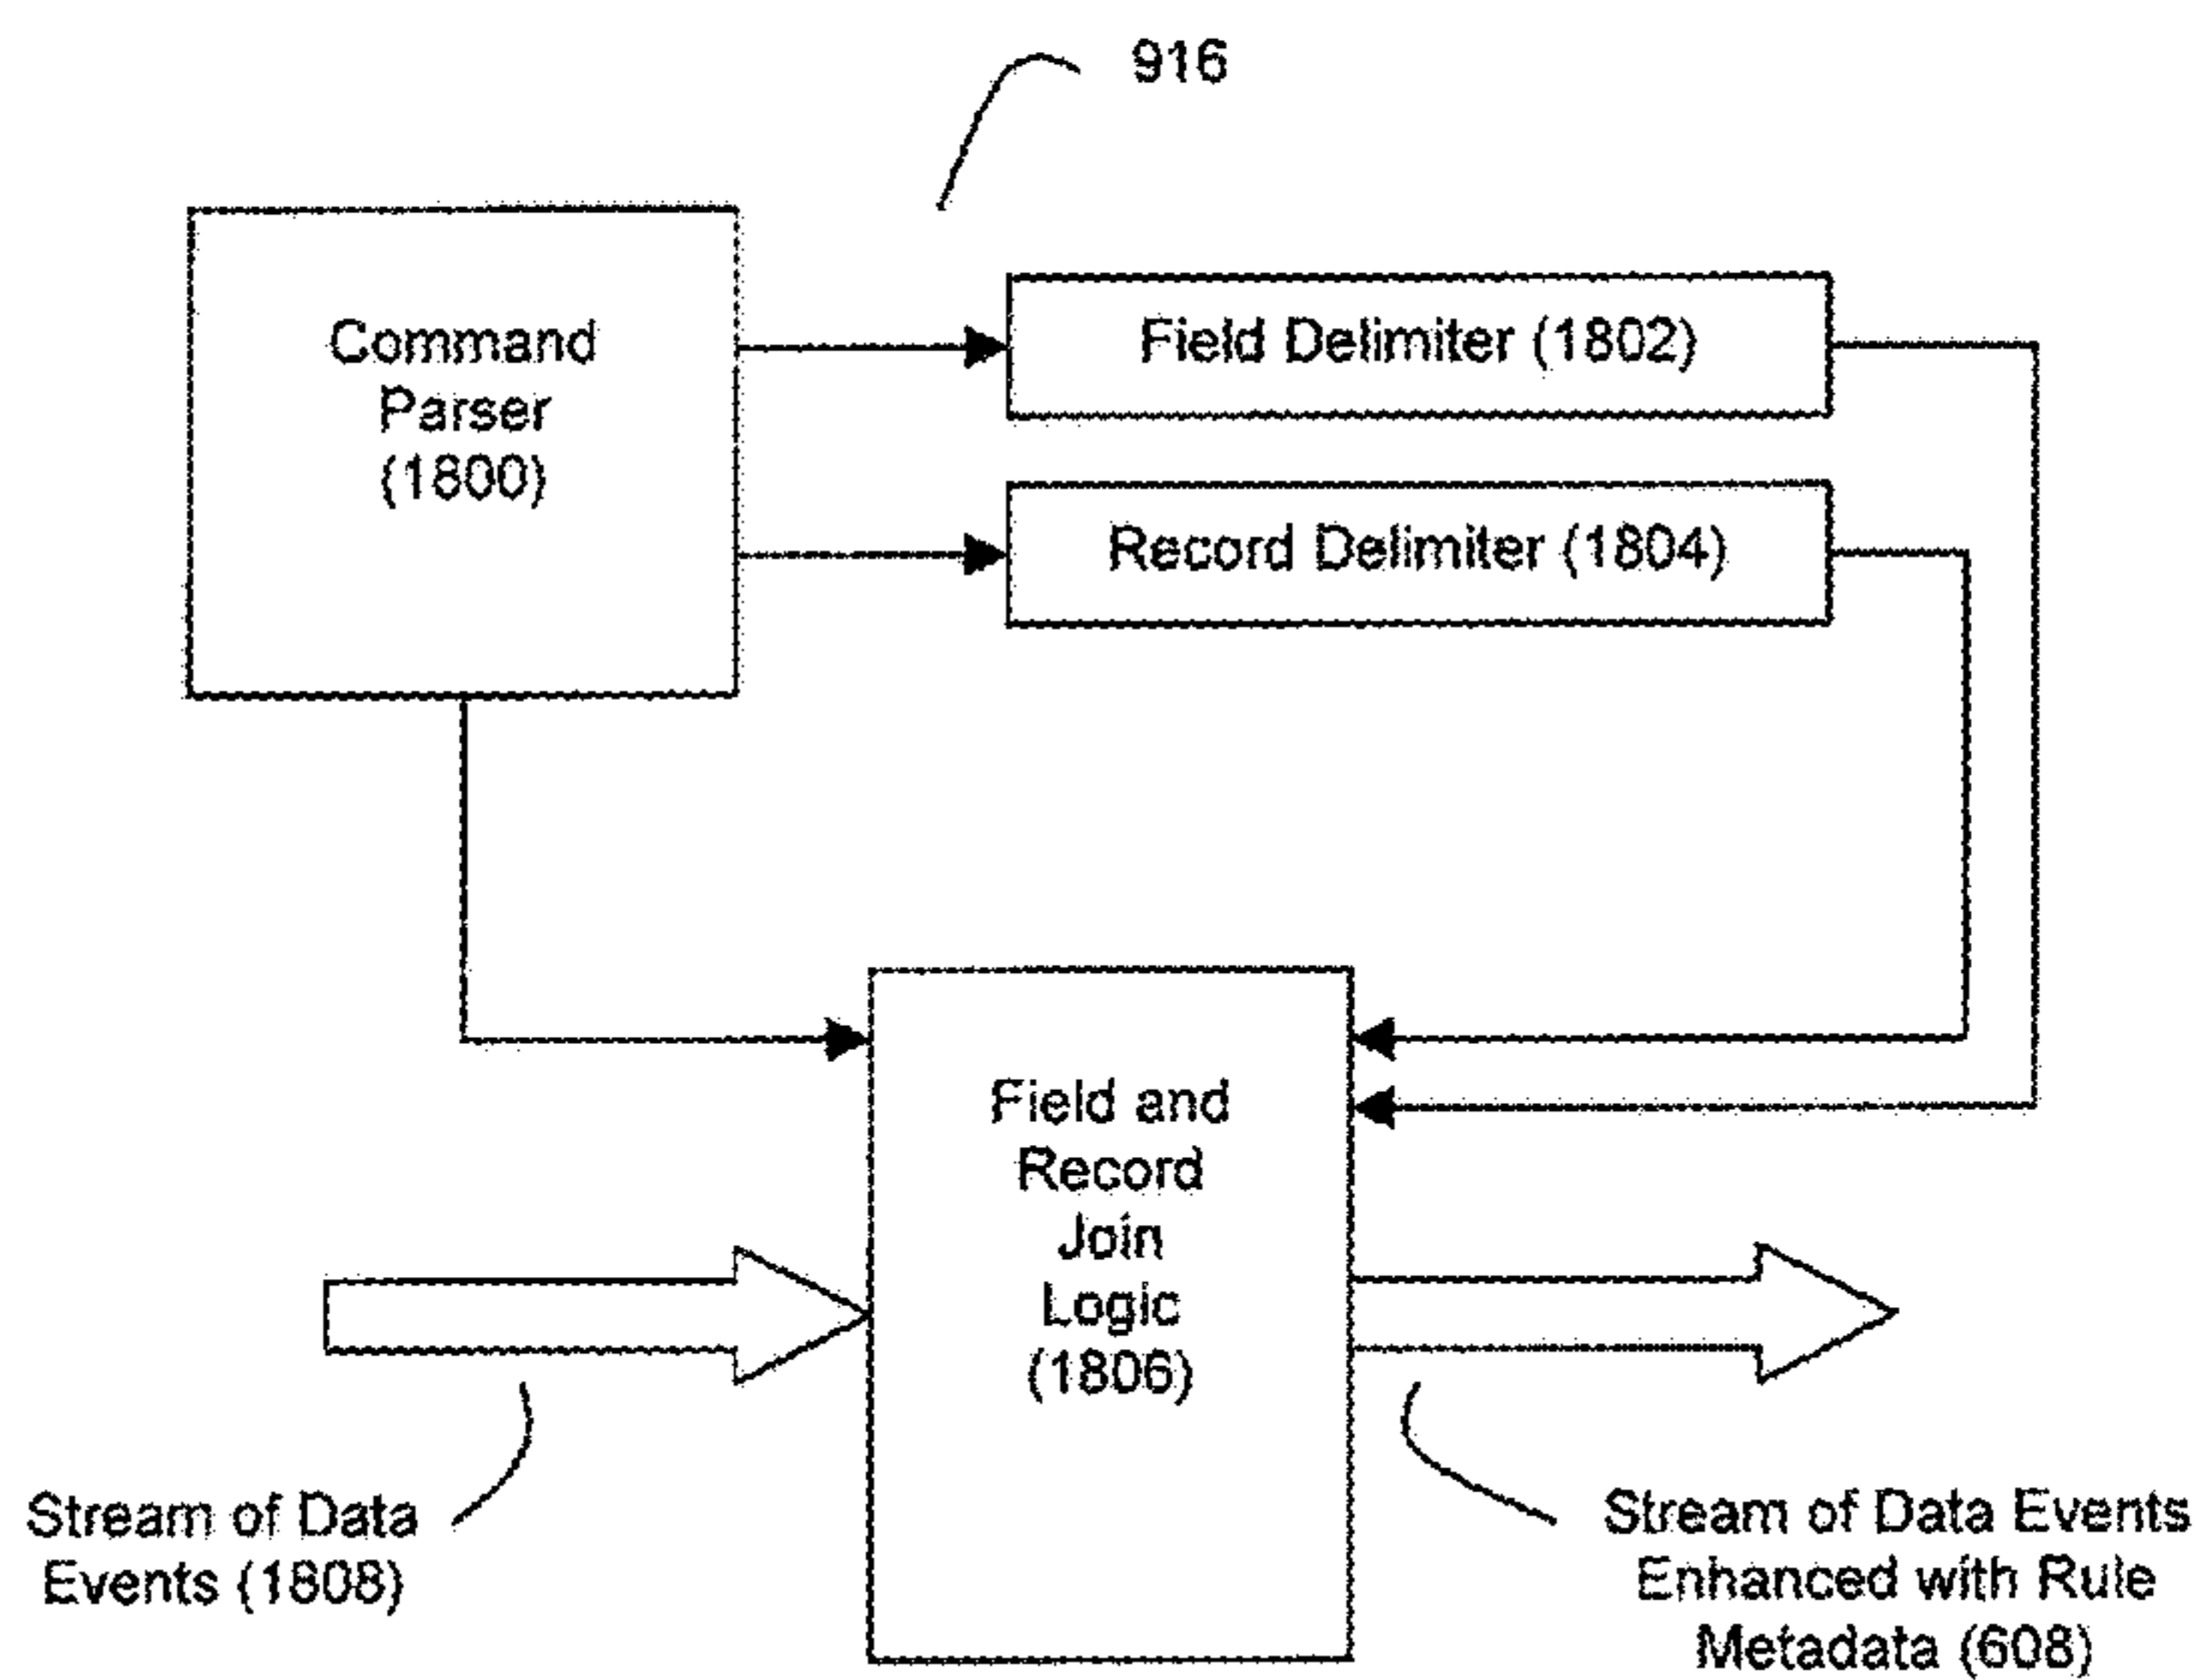 916
Command
Parser
(1800)
Field Delimiter (1802)
Record Delimiter (1804)
Field and
Record
Join
Logic
(1806)
Stream of Data
Events (1808)
Stream of Data Events
Enhanced with Rule
Metadata (608)